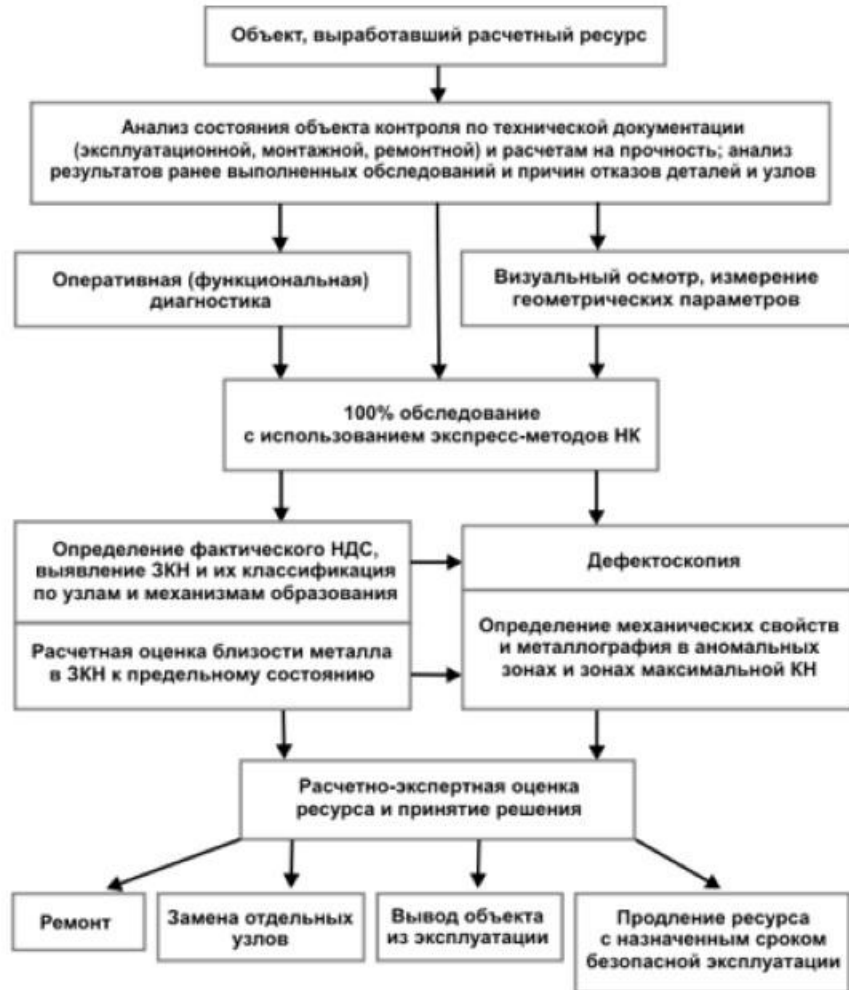 Объект, выработавший расчетный ресурс
Анализ состояния объекта контроля по технической документации
(эксплуатационной, монтажной, ремонтной) и расчетам на прочность; анализ
результатов ранее выполненных обследований и причин отказов деталей и узлов
Оперативная (функциональная)
диагностика
Визуальный осмотр, измерение
геометрических параметров
100% обследование
с использованием экспресс-методов НК
Определение фактического НДС,
выявление ЗКН и их классификация
по узлам и механизмам образования
Дефектоскопия
Расчетная оценка близости металла
в ЗКН к предельному состоянию
Определение механических свойств
и металлография в аномальных
зонах и зонах максимальной КН
Расчетно-экспертная оценка
ресурса и принятие решения
Ремонт
Замена отдельных
узлов
Вывод объекта
из эксплуатации
Продление ресурса
с назначенным сроком
безопасной эксплуатации